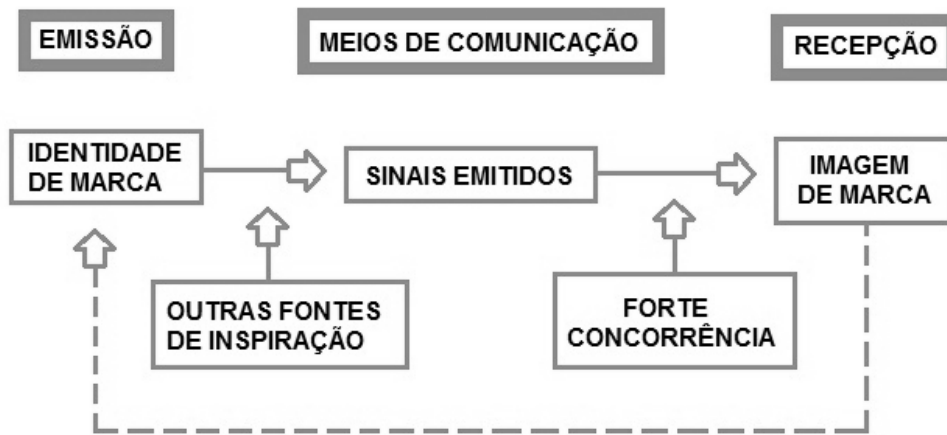 EMISSÃO
MEIOS DE COMUNICAÇÃO
RECEPÇÃO
IDENTIDADE
DE MARCA
SINAIS EMITIDOS
IMAGEM
DE MARCA
OUTRAS FONTES
DE INSPIRAÇÃO
FORTE
CONCORRÊNCIA